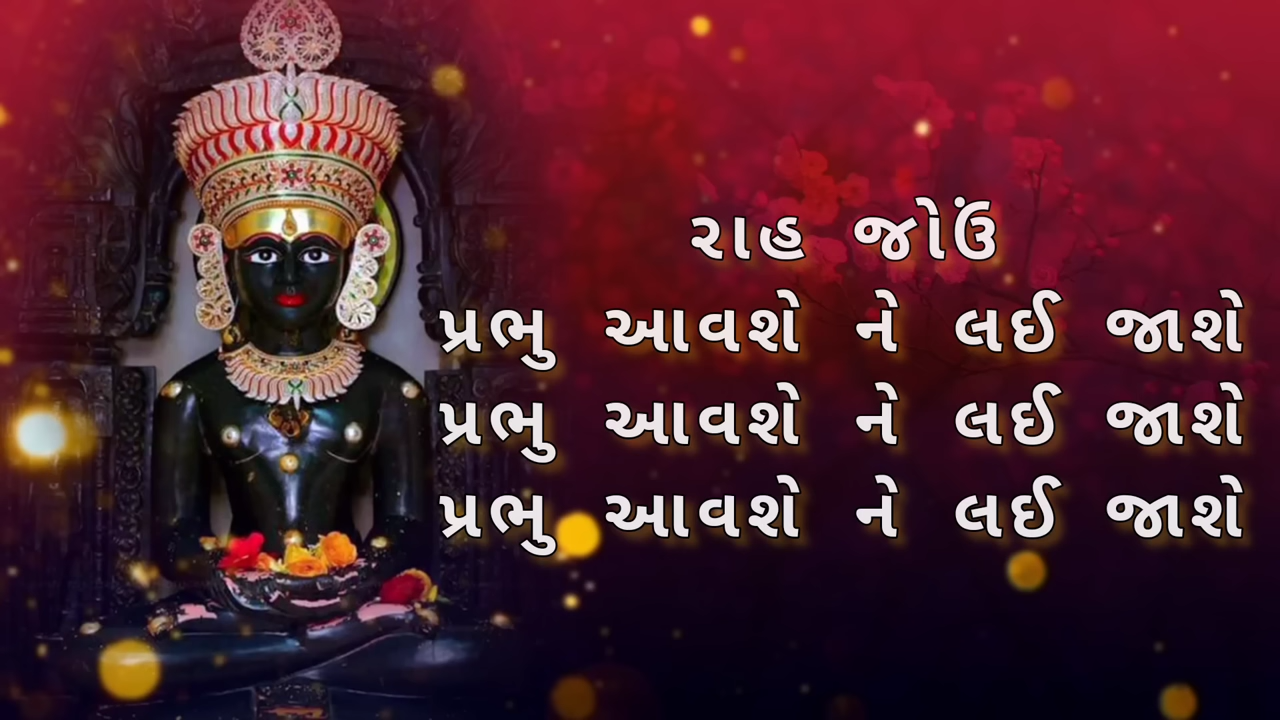 રાહ જોઉં
પ્રભુ આવશે ને લઈ જાશે
પ્રભુ આવશે ને લઈ જાશે
પ્રભુ આવશે ને લઈ જાશે